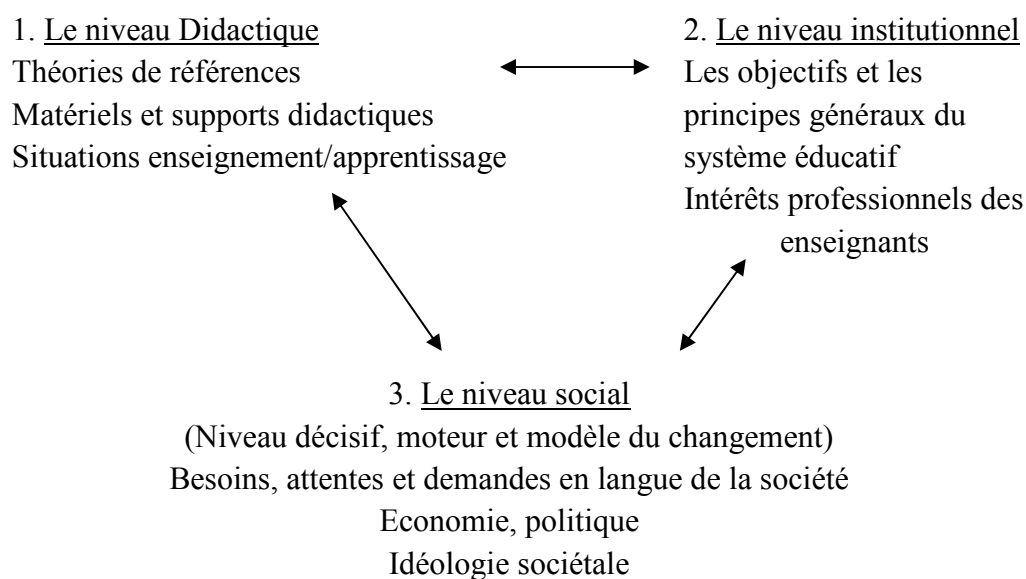 1. Le niveau Didactique
Théories de références
Matériels et supports didactiques
Situations enseignement/apprentissage
2. Le niveau institutionnel
Les objectifs et les
principes généraux du
système éducatif
Intérêts professionnels des
enseignants
3. Le niveau social
(Niveau décisif, moteur et modèle du changement)
Besoins, attentes et demandes en langue de la société
Economie, politique
Idéologie sociétale